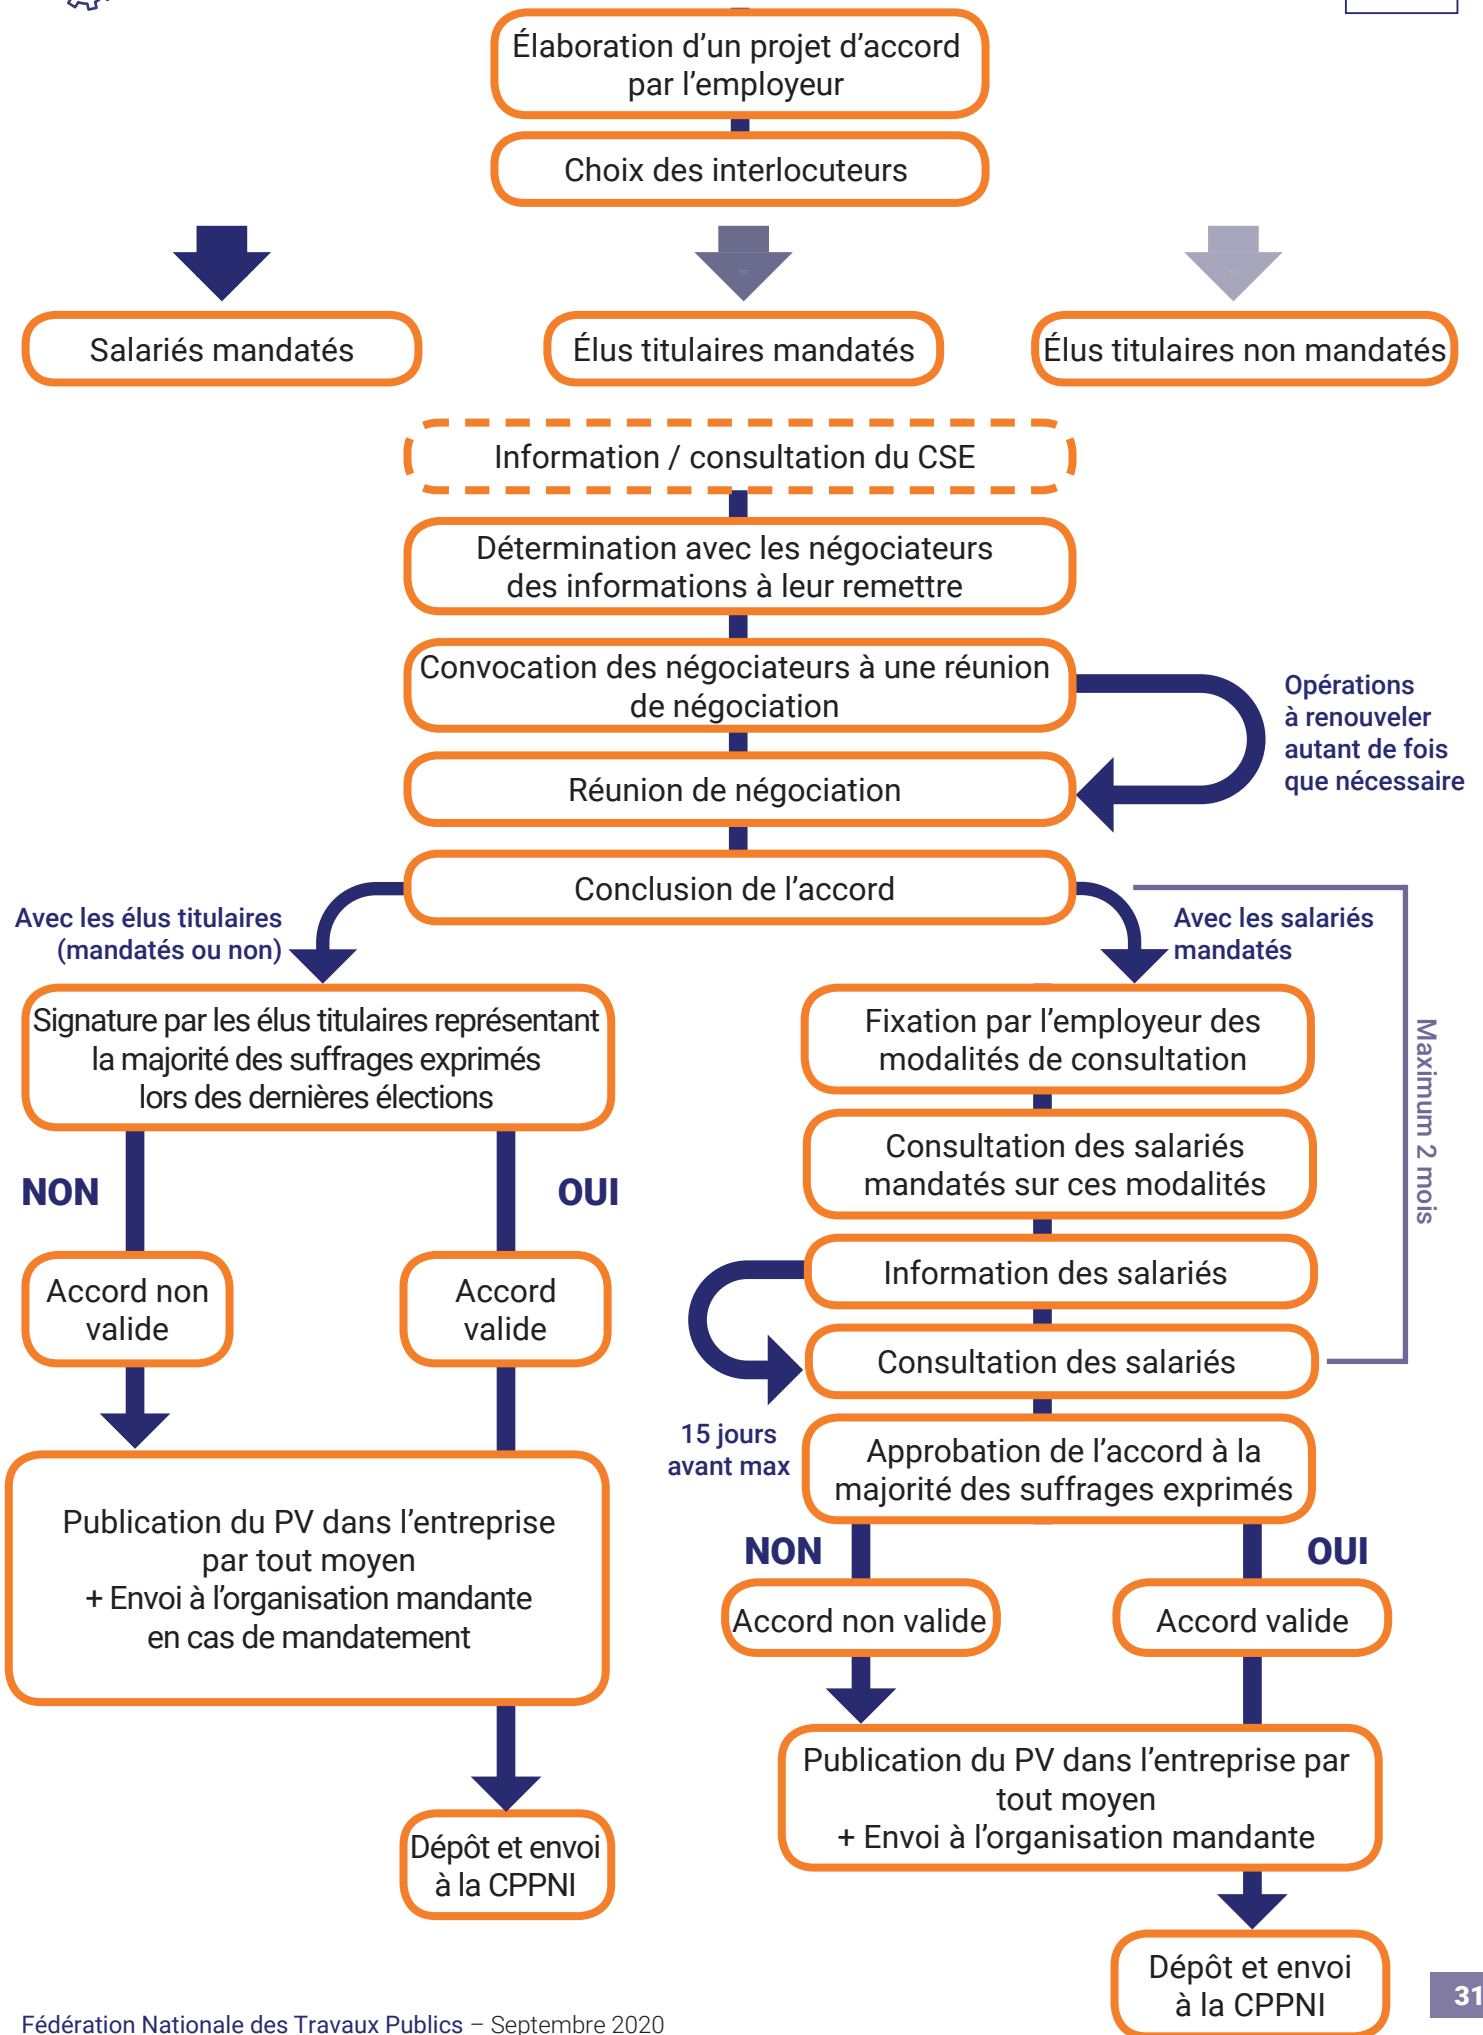 Élaboration d’un projet d’accord
par l’employeur
Choix des interlocuteurs
Salariés mandatés
Élus titulaires mandatés
Élus titulaires non mandatés
Information / consultation du CSE
Détermination avec les négociateurs
des informations à leur remettre
Convocation des négociateurs à une réunion
de négociation
Opérations
à renouveler
autant de fois
que nécessaire
Réunion de négociation
Conclusion de l’accord
Avec les élus titulaires
(mandatés ou non)
Avec les salariés
mandatés
Signature par les élus titulaires représentant
la majorité des suffrages exprimés
lors des dernières élections
NON
OUI
Accord non
valide
Accord
valide
Publication du PV dans l’entreprise
par tout moyen
+ Envoi à l’organisation mandante
en cas de mandatement
Dépôt et envoi
à la CPPNI
Fixation par l’employeur des
modalités de consultation
Consultation des salariés
mandatés sur ces modalités
Maximum 2 mois
Information des salariés
Consultation des salariés
15 jours
avant max
Approbation de l’accord à la
majorité des suffrages exprimés
NON
OUI
Accord non valide
Accord valide
Publication du PV dans l’entreprise par
tout moyen
+ Envoi à l’organisation mandante
Dépôt et envoi
à la CPPNI
31
Fédération Nationale des Travaux Publics – Septembre 2020